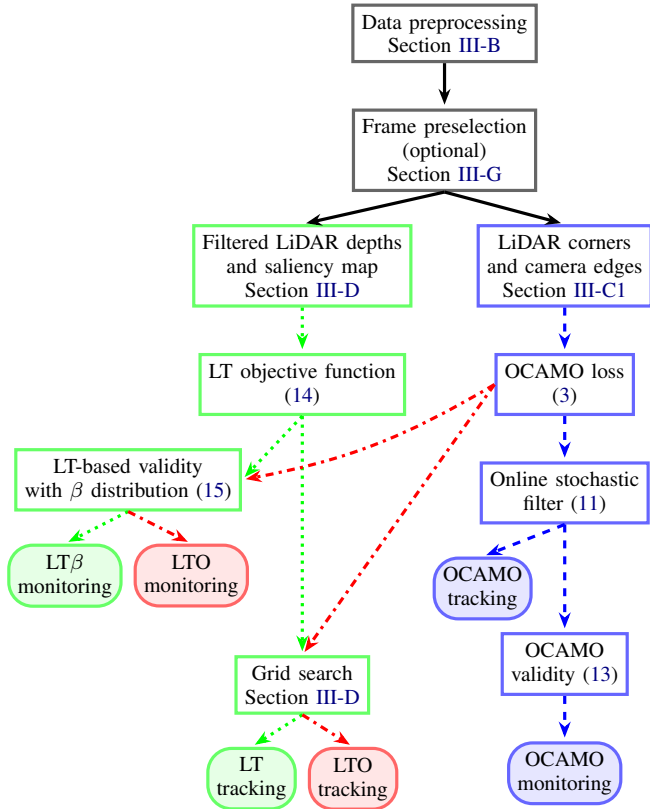 Data preprocessing
Section III-B
Frame preselection
(optional)
Section III-G
Filtered LiDAR depths
and saliency map
Section III-D
LiDAR corners
and camera edges
Section III-C1
LT objective function
(14)
OCAMO loss
(3)
LT-based validity
with β distribution (15)
Online stochastic
filter (11)
LTβ
monitoring
LTO
monitoring
OCAMO
tracking
Grid search
Section III-D
OCAMO
validity (13)
LT
tracking
LTO
tracking
OCAMO
monitoring